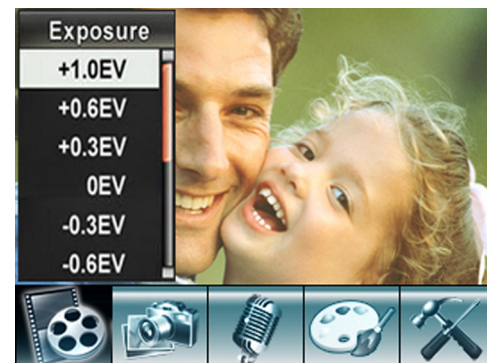 Exposure
+1.0EV
+0.6EV
+0.3EV
0EV
-0.3EV
-0.6EV